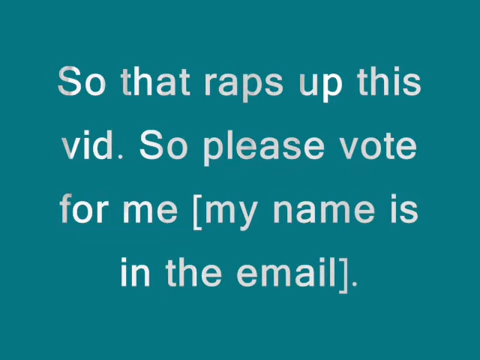 So that raps up this
vid. So please vote
for me [my name is
in the email].